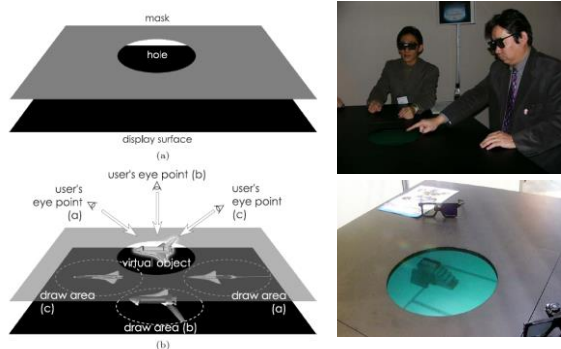 mask
hole
display surface
(a)
user's eye point (b)
user's
eye point
(a)
user's
eye point
(c)
virtual object
draw area
(c)
draw area
(a)
draw area (b)
(b)